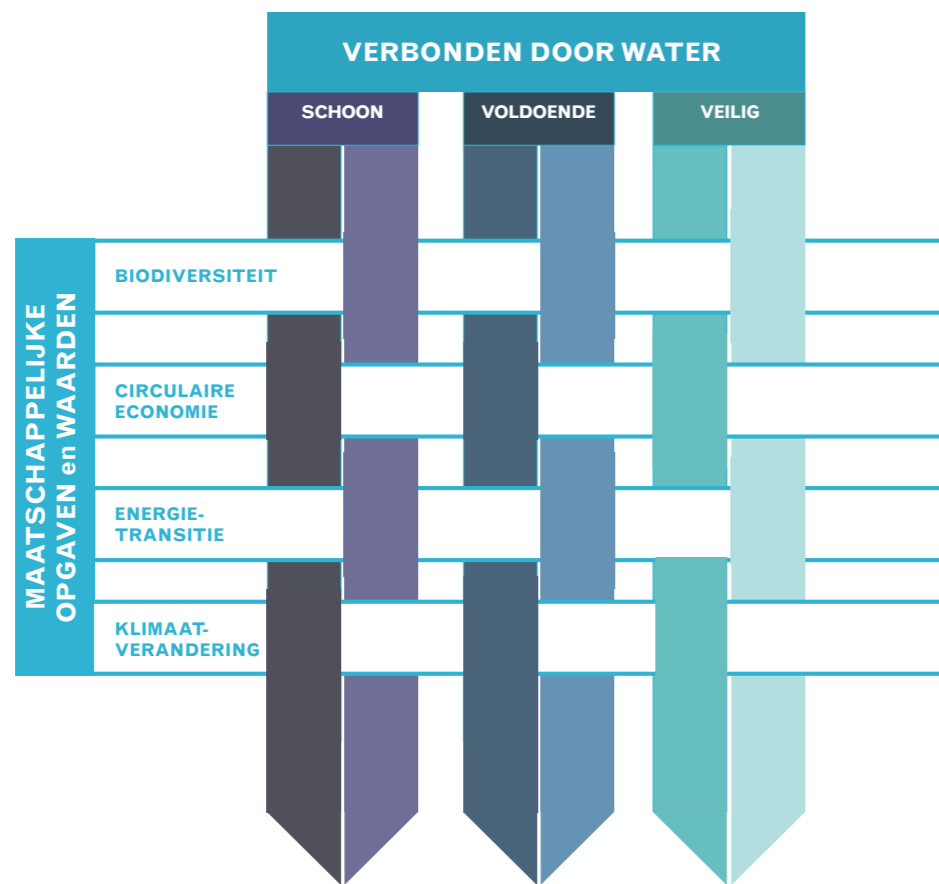 VERBONDEN DOOR WATER
SCHOON
VOLDOENDE
VEILIG
MAATSCHAPPELIJKE
OPGAVEN en WAARDEN
BIODIVERSITEIT
CIRCULAIRE
ECONOMIE
ENERGIE-
TRANSITIE
KLIMAAT-
VERANDERING